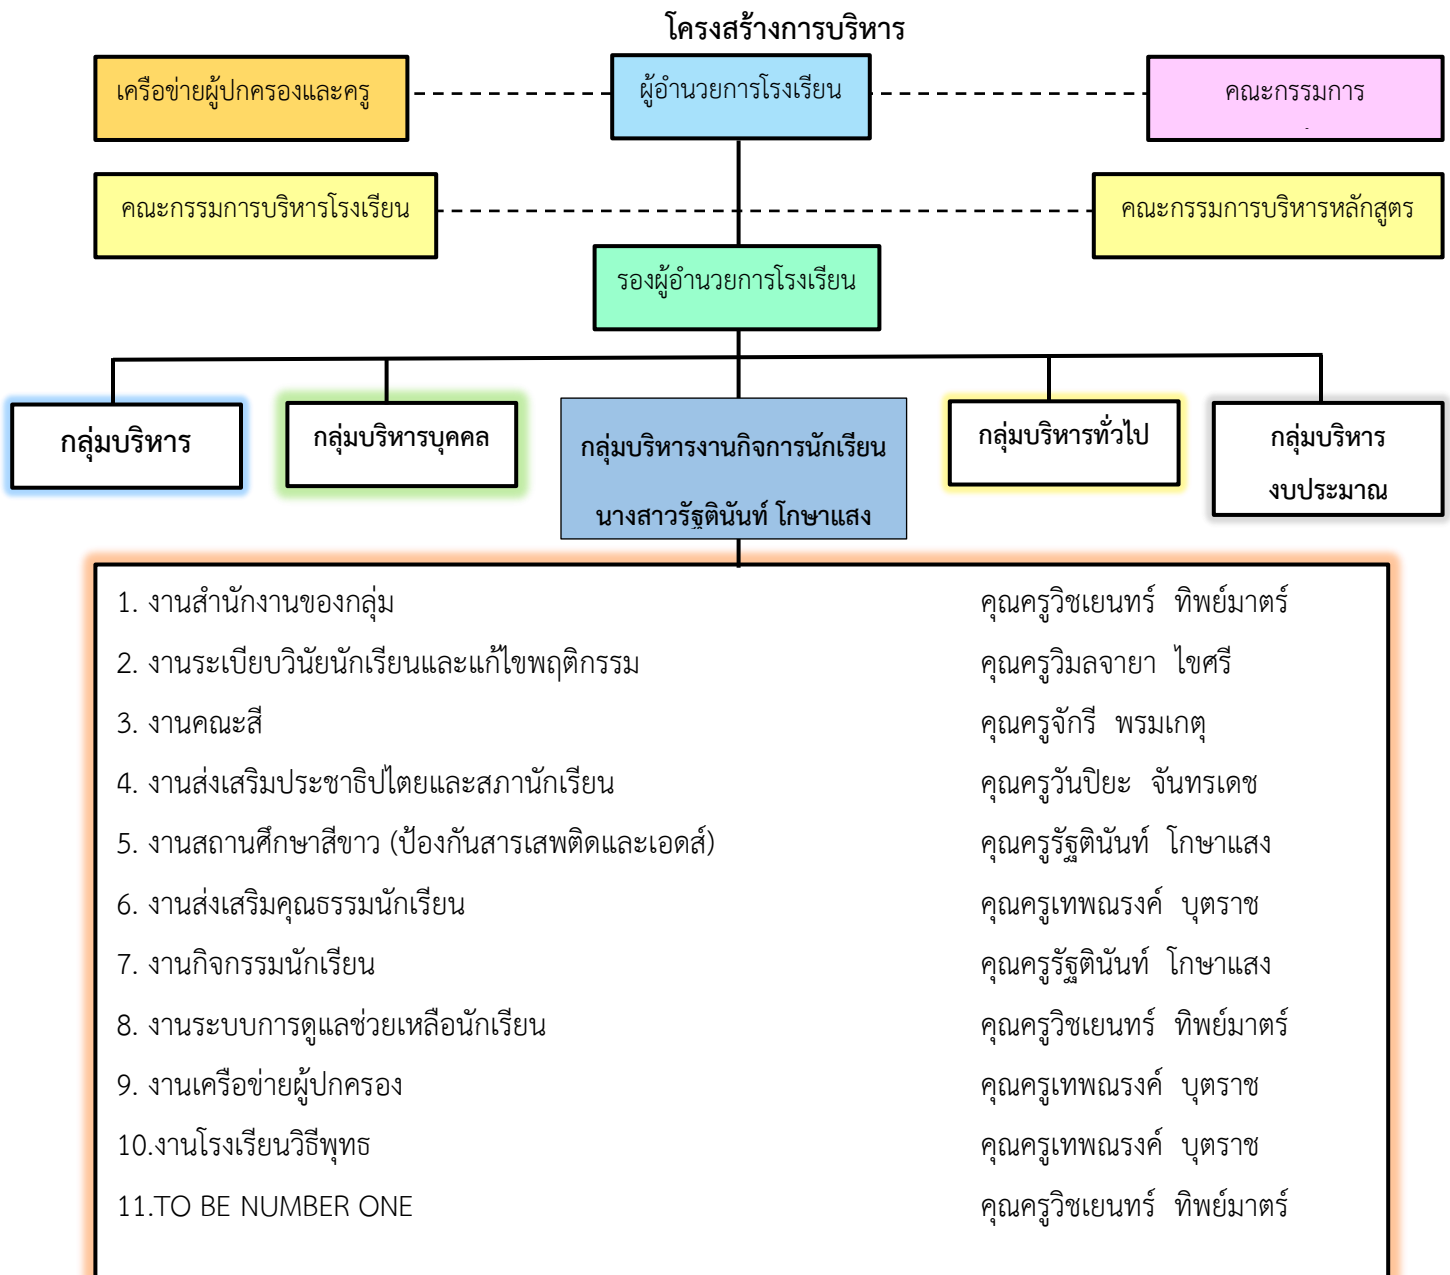 โครงสร้างการบริหาร
เครือข่ายผู้ปกครองและครู
ผู้อำนวยการโรงเรียน
คณะกรรมการ
คณะกรรมการบริหารโรงเรียน
คณะกรรมการบริหารหลักสูตร
รองผู้อำนวยการโรงเรียน
กลุ่มบริหาร
กลุ่มบริหารบุคคล
กลุ่มบริหารงานกิจการนักเรียน
นางสาวรัฐตินันท์ โกษาแสง
กลุ่มบริหารทั่วไป
กลุ่มบริหาร
งบประมาณ
1. งานสำนักงานของกลุ่ม คุณครูวิชเยนทร์ ทิพย์มาตร์
2. งานระเบียบวินัยนักเรียนและแก้ไขพฤติกรรม คุณครูวิมลจายา ไขศรี
3. งานคณะสี คุณครูจักรี พรมเกตุ
4. งานส่งเสริมประชาธิปไตยและสภานักเรียน คุณครูวันปิยะ จันทรเดช
5. งานสถานศึกษาสีขาว (ป้องกันสารเสพติดและเอดส์) คุณครูรัฐตินันท์ โกษาแสง
6. งานส่งเสริมคุณธรรมนักเรียน คุณครูเทพณรงค์ บุตราช
7. งานกิจกรรมนักเรียน คุณครูรัฐตินันท์ โกษาแสง
8. งานระบบการดูแลช่วยเหลือนักเรียน คุณครูวิชเยนทร์ ทิพย์มาตร์
9. งานเครือข่ายผู้ปกครอง คุณครูเทพณรงค์ บุตราช
10.งานโรงเรียนวิธีพุทธ คุณครูเทพณรงค์ บุตราช
11.TO BE NUMBER ONE คุณครูวิชเยนทร์ ทิพย์มาตร์